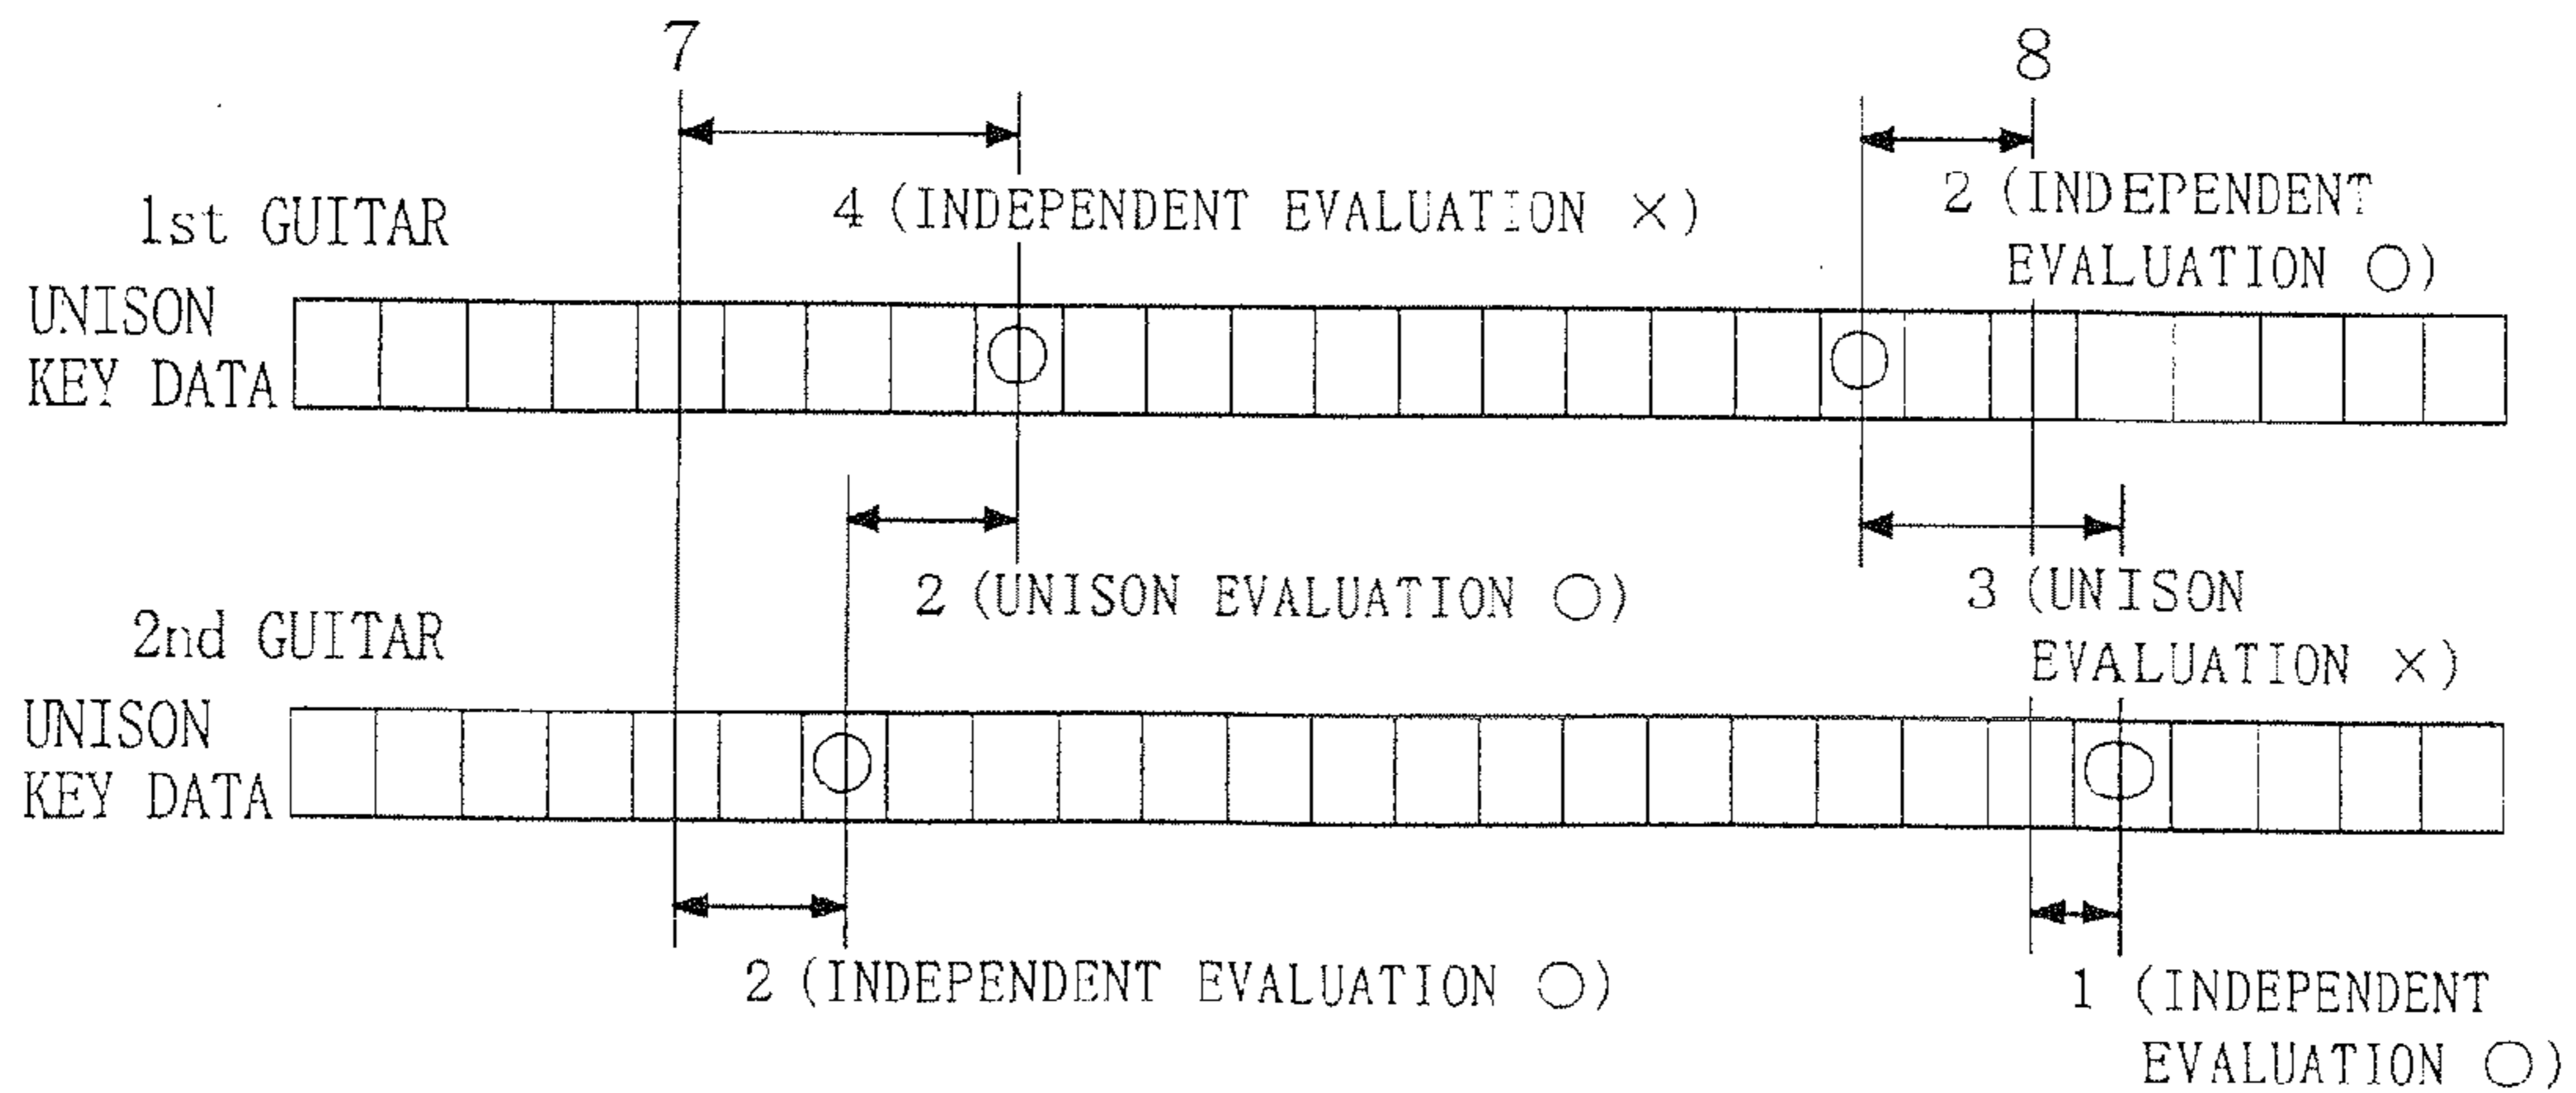 7
8
4 (INDEPENDENT EVALUATION ×)
2 (INDEPENDENT
EVALUATION ○)
1st GUITAR
UNISON
KEY DATA
2 (UNISON EVALUATION ○)
3 (UNISON
EVALUATION ×)
2nd GUITAR
UNISON
KEY DATA
2 (INDEPENDENT EVALUATION ○)
1 (INDEPENDENT
EVALUATION ○)